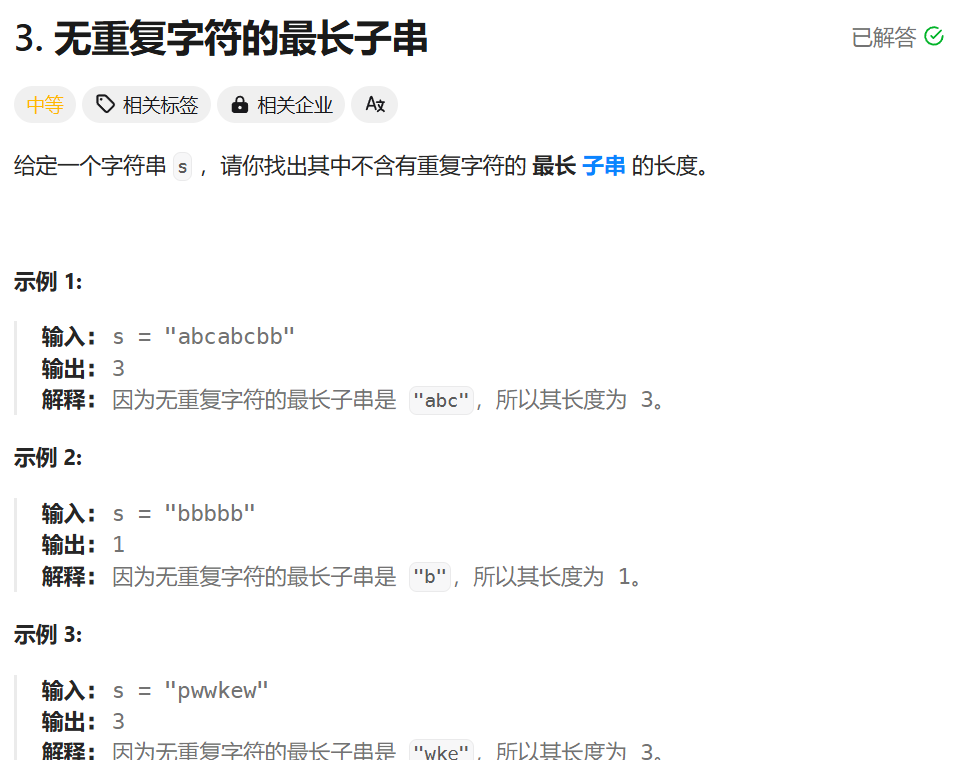 3. 无重复字符的最长子串
已解答
中等 相关标签 相关企业
给定一个字符串 s ，请你找出其中不含有重复字符的 最长 子串 的长度。
示例 1:
输入： s = "abcabcbb"
输出： 3
解释： 因为无重复字符的最长子串是 "abc"，所以其长度为 3。
示例 2:
输入： s = "bbbbb"
输出： 1
解释： 因为无重复字符的最长子串是 "b"，所以其长度为 1。
示例 3:
输入： s = "pwwkew"
输出： 3
解释： 因为无重复字符的最长子串是 "wke"，所以其长度为 3。